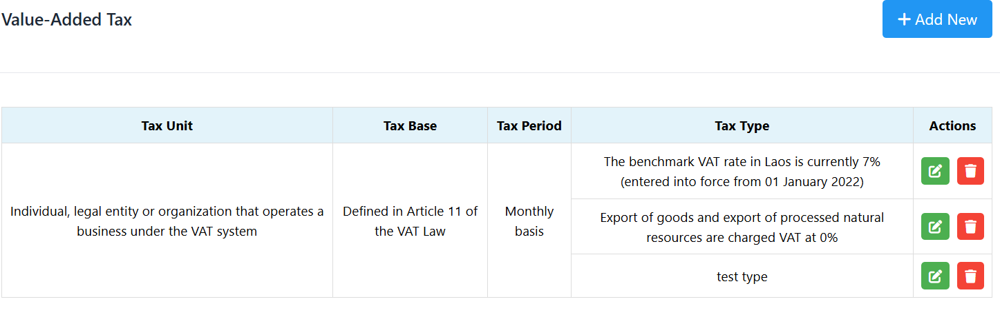 Value-Added Tax
Add New
Tax Unit
Tax Base
Tax Period
Tax Type
Actions
Individual, legal entity or organization that operates a
business under the VAT system
Defined in Article 11 of
the VAT Law
Monthly
basis
The benchmark VAT rate in Laos is currently 7%
(entered into force from 01 January 2022)
Export of goods and export of processed natural
resources are charged VAT at 0%
test type